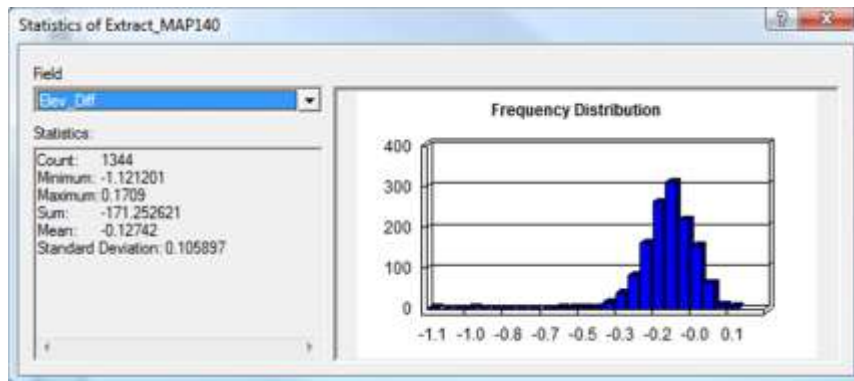 Statistics of Extract_MAP140
Field
Elev_Diff
Statistics:
Count: 1344
Minimum: -1.121201
Maximum: 0.1709
Sum: -171.252621
Mean: -0.12742
Standard Deviation: 0.105897
Frequency Distribution
400
300
200
100
0
-1.1 -1.0 -0.8 -0.7 -0.5 -0.3 -0.2 -0.0 0.1